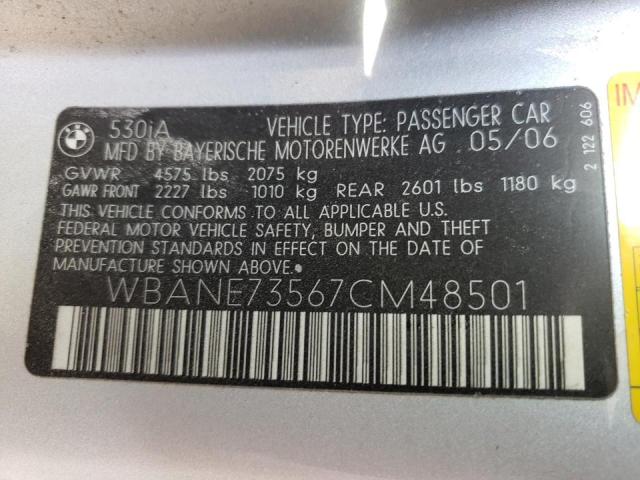 BMW
530iA VEHICLE TYPE: PASSENGER CAR
MFD BY BAYERISCHE MOTORENWERKE AG 05/06
GVWR 4575 lbs 2075 kg
GAWR FRONT 2227 lbs 1010 kg REAR 2601 lbs 1180 kg
THIS VEHICLE CONFORMS TO ALL APPLICABLE U.S.
FEDERAL MOTOR VEHICLE SAFETY, BUMPER AND THEFT
PREVENTION STANDARDS IN EFFECT ON THE DATE OF
MANUFACTURE SHOWN ABOVE.
WBANE73567CM48501
2 122 606
IM